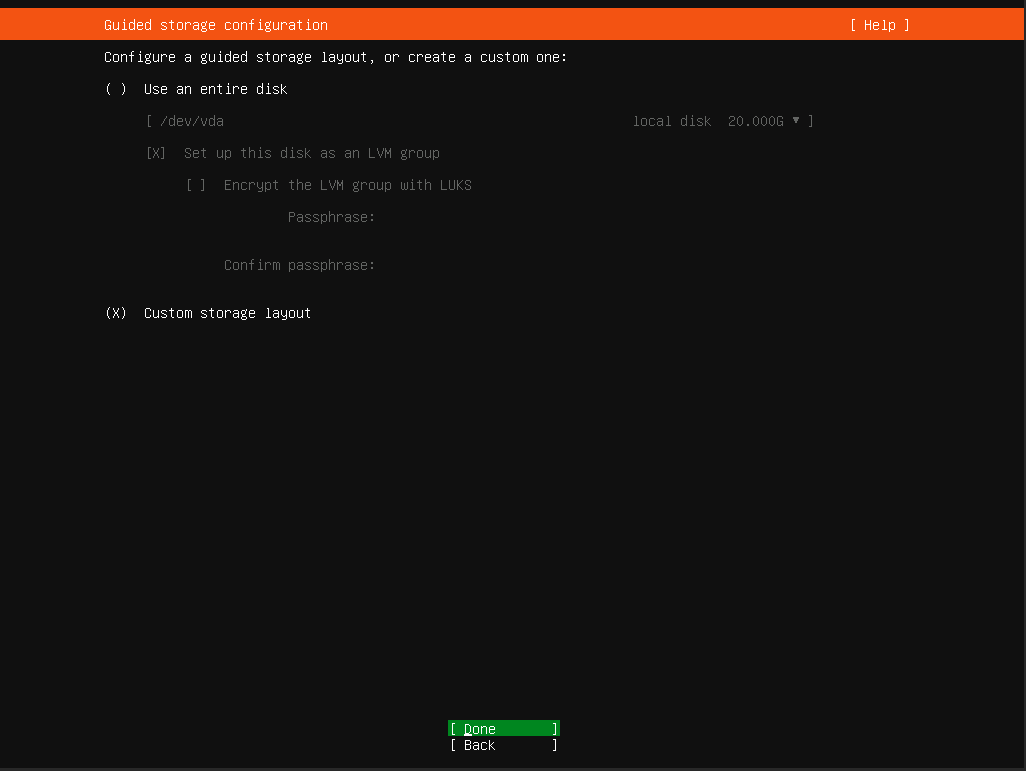 Guided storage configuration [ Help ]
Configure a guided storage layout, or create a custom one:
( ) Use an entire disk
[ /dev/vda local disk 20.000G ▼ ]
[X] Set up this disk as an LVM group
[ ] Encrypt the LVM group with LUKS
Passphrase:
Confirm passphrase:
(X) Custom storage layout
[ Done ]
[ Back ]